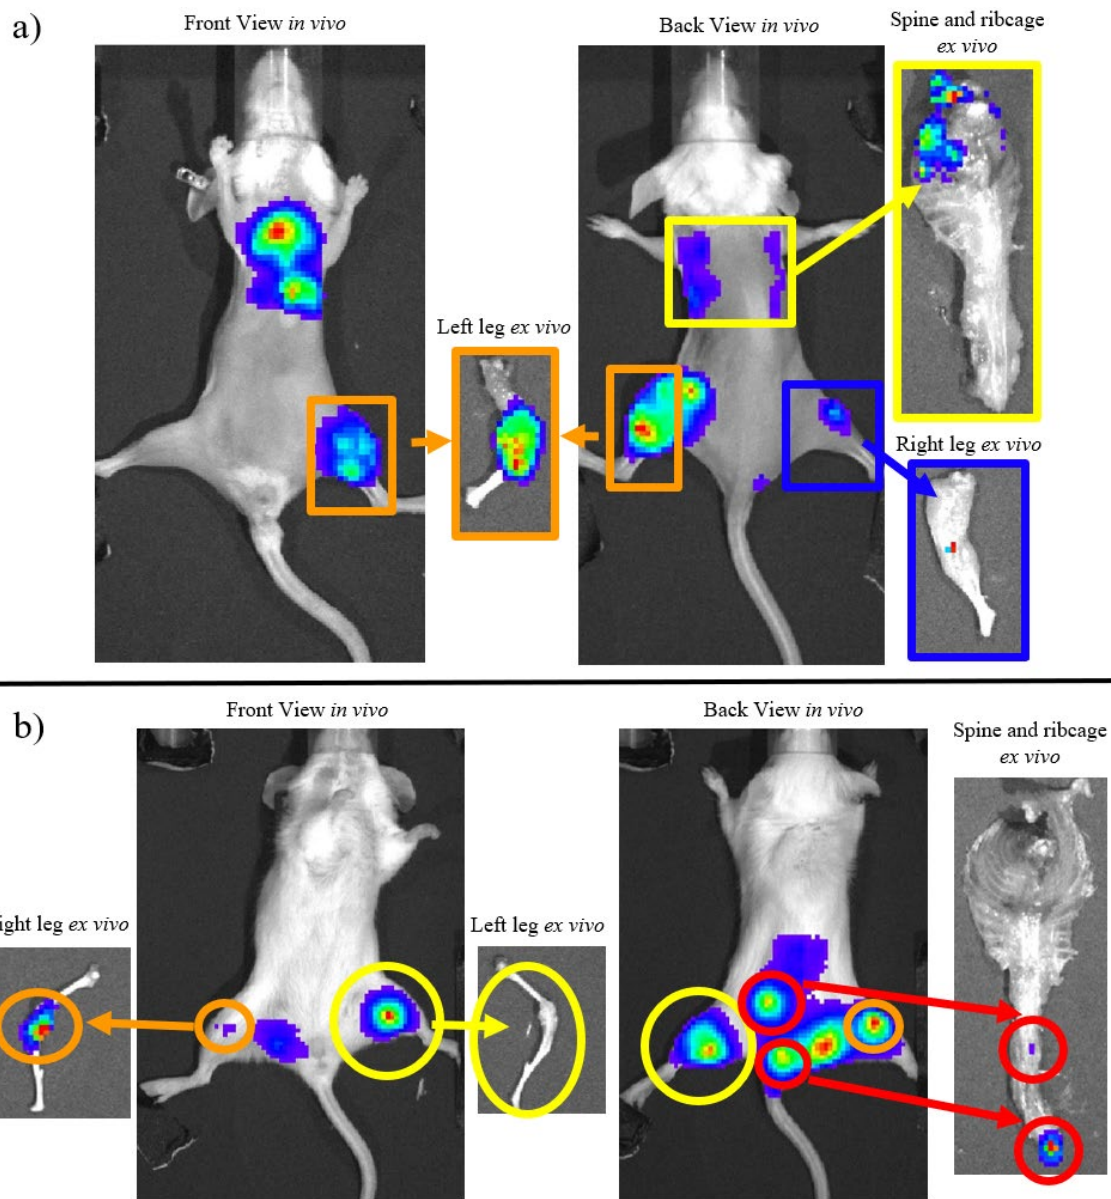 a)
Front View in vivo
Back View in vivo
Spine and ribcage
ex vivo
Left leg ex vivo
Right leg ex vivo
b)
Front View in vivo
Back View in vivo
Spine and ribcage
ex vivo
ight leg ex vivo
Left leg ex vivo